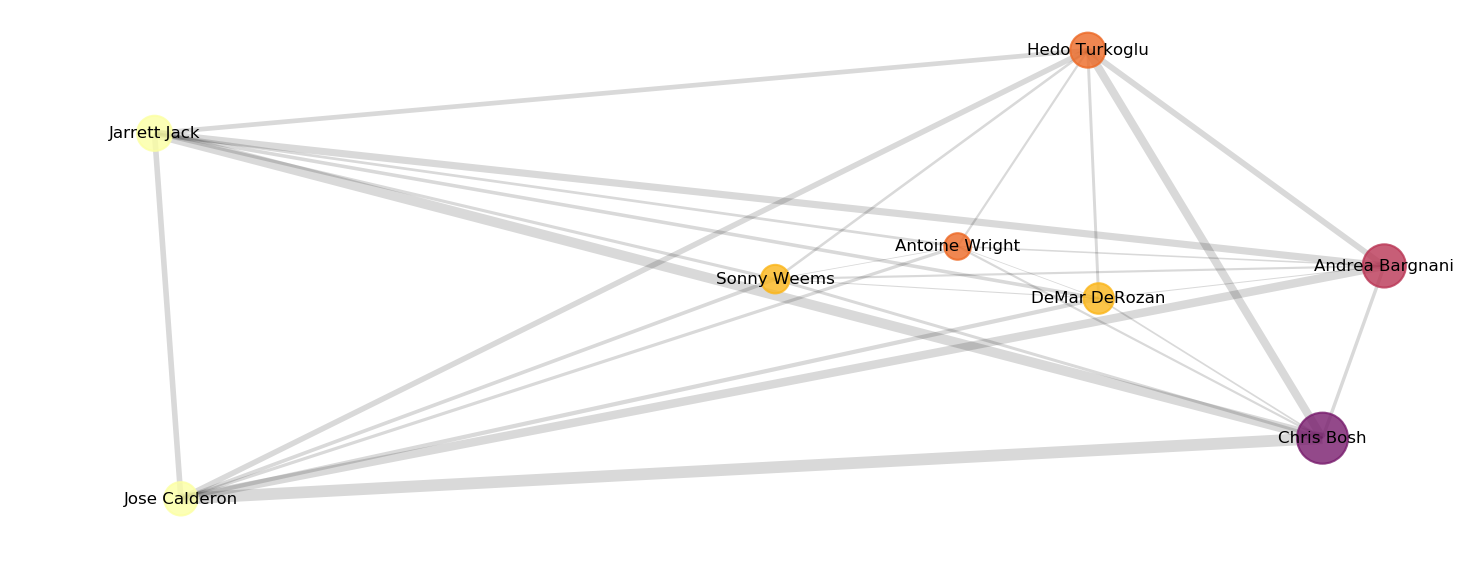 Hedo Turkoglu
Jarrett Jack
Antoine Wright
Andrea Bargnani
Sonny Weems
DeMar DeRozan
Chris Bosh
Jose Calderon